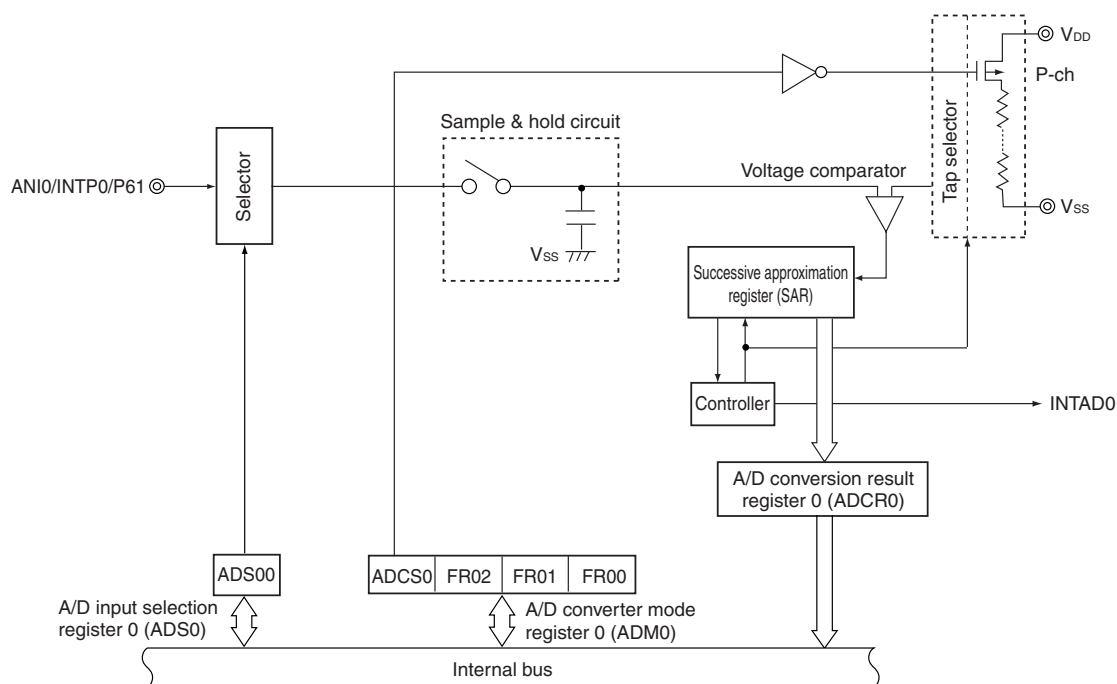 VDD
P-ch
Tap selector
VSS
Sample & hold circuit
ANI0/INTP0/P61
Selector
Voltage comparator
VSS
Successive approximation
register (SAR)
Controller
INTAD0
A/D conversion result
register 0 (ADCR0)
ADS00
ADCS0 FR02 FR01 FR00
A/D input selection
register 0 (ADS0)
A/D converter mode
register 0 (ADM0)
Internal bus